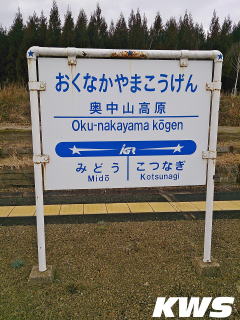 おくなかやまこうげん
奥中山高原
Oku-nakayama kōgen
IGR
みどう こつなぎ
Midō Kotsunagi
KWS